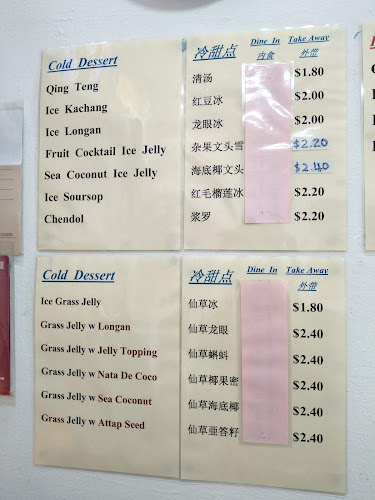 Cold Dessert 冷甜点 Dine In Take Away
内食 外带
Qing Teng 清汤 $1.80
Ice Kachang 红豆冰 $2.00
Ice Longan 龙眼冰 $2.00
Fruit Cocktail Ice Jelly 杂果文头雪 $2.20
Sea Coconut Ice Jelly 海底椰文头 $2.40
Ice Soursop 红毛榴莲冰 $2.20
Chendol 浆罗 $2.20
Cold Dessert 冷甜点 Dine In Take Away
外带
Ice Grass Jelly 仙草冰 $1.80
Grass Jelly w Longan 仙草龙眼 $2.40
Grass Jelly w Jelly Topping 仙草蝌蚪 $2.40
Grass Jelly w Nata De Coco 仙草椰果密 $2.40
Grass Jelly w Sea Coconut 仙草海底椰 $2.40
Grass Jelly w Attap Seed 仙草亚答籽 $2.40